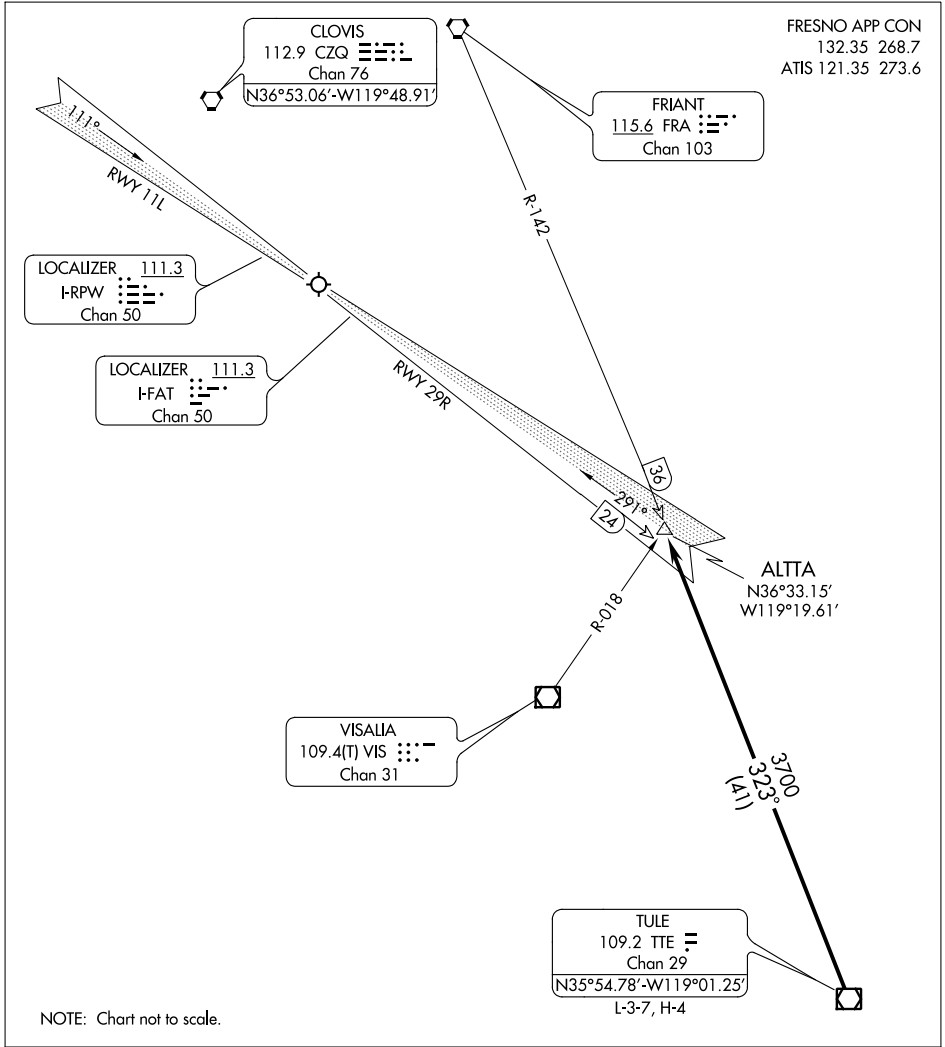 CLOVIS
112.9 CZQ
Chan 76
N36°53.06'-W119°48.91'
FRESNO APP CON
132.35 268.7
ATIS 121.35 273.6
FRIANT
115.6 FRA
Chan 103
111°
RWY 11L
R-142
LOCALIZER 111.3
I-RPW
Chan 50
LOCALIZER 111.3
I-FAT
Chan 50
RWY 29R
36
291°
24
ALTTA
N36°33.15'
W119°19.61'
R-018
VISALIA
109.4(T) VIS
Chan 31
3700
323°
(41)
TULE
109.2 TTE
Chan 29
N35°54.78'-W119°01.25'
L-3-7, H-4
NOTE: Chart not to scale.